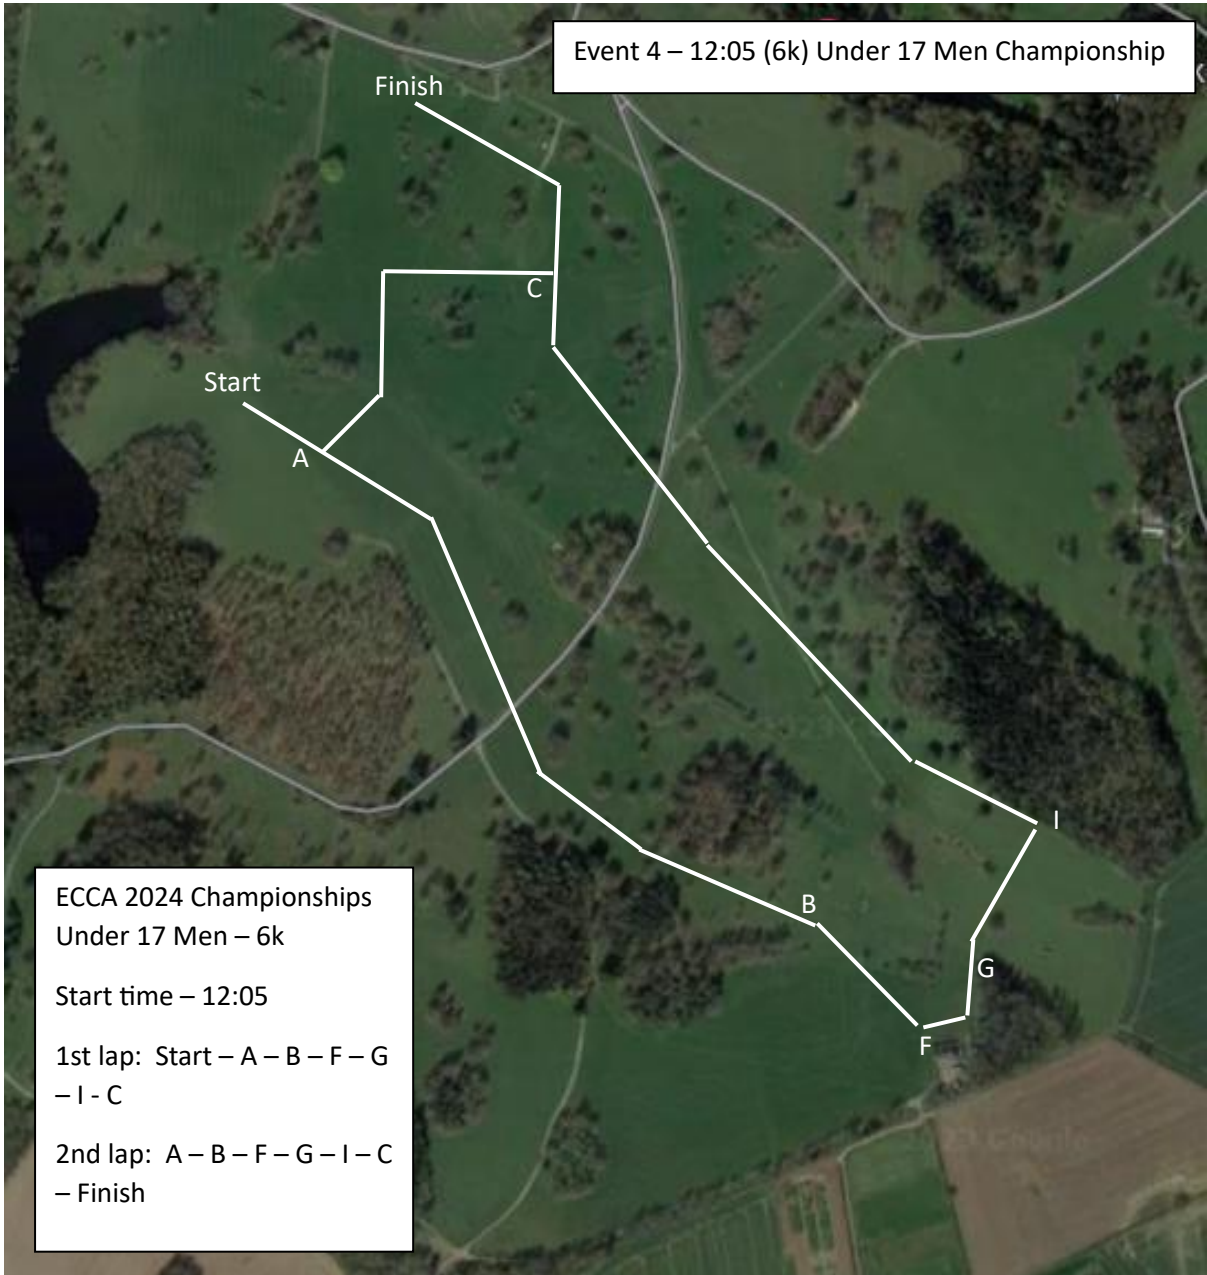 Event 4 – 12:05 (6k) Under 17 Men Championship
Finish
C
Start
A
I
B
G
F
ECCA 2024 Championships
Under 17 Men – 6k
Start time – 12:05
1st lap:  Start – A – B – F – G
– I - C
2nd lap:  A – B – F – G – I – C
– Finish